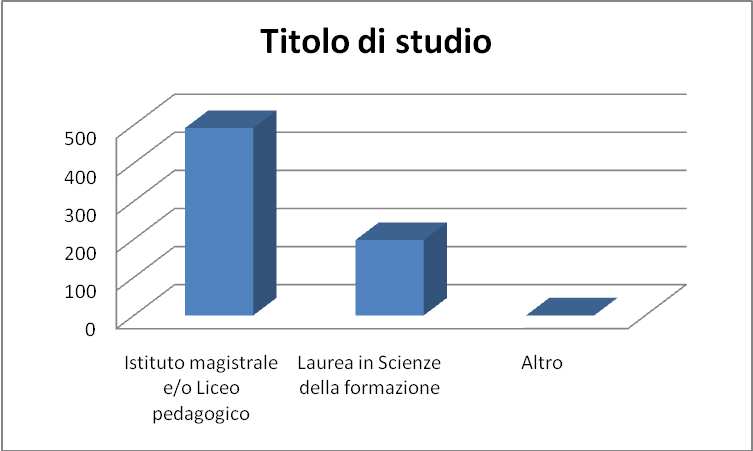 Titolo di studio
500
400
300
200
100
0
Istituto magistrale
e/o Liceo
pedagogico
Laurea in Scienze
della formazione
Altro